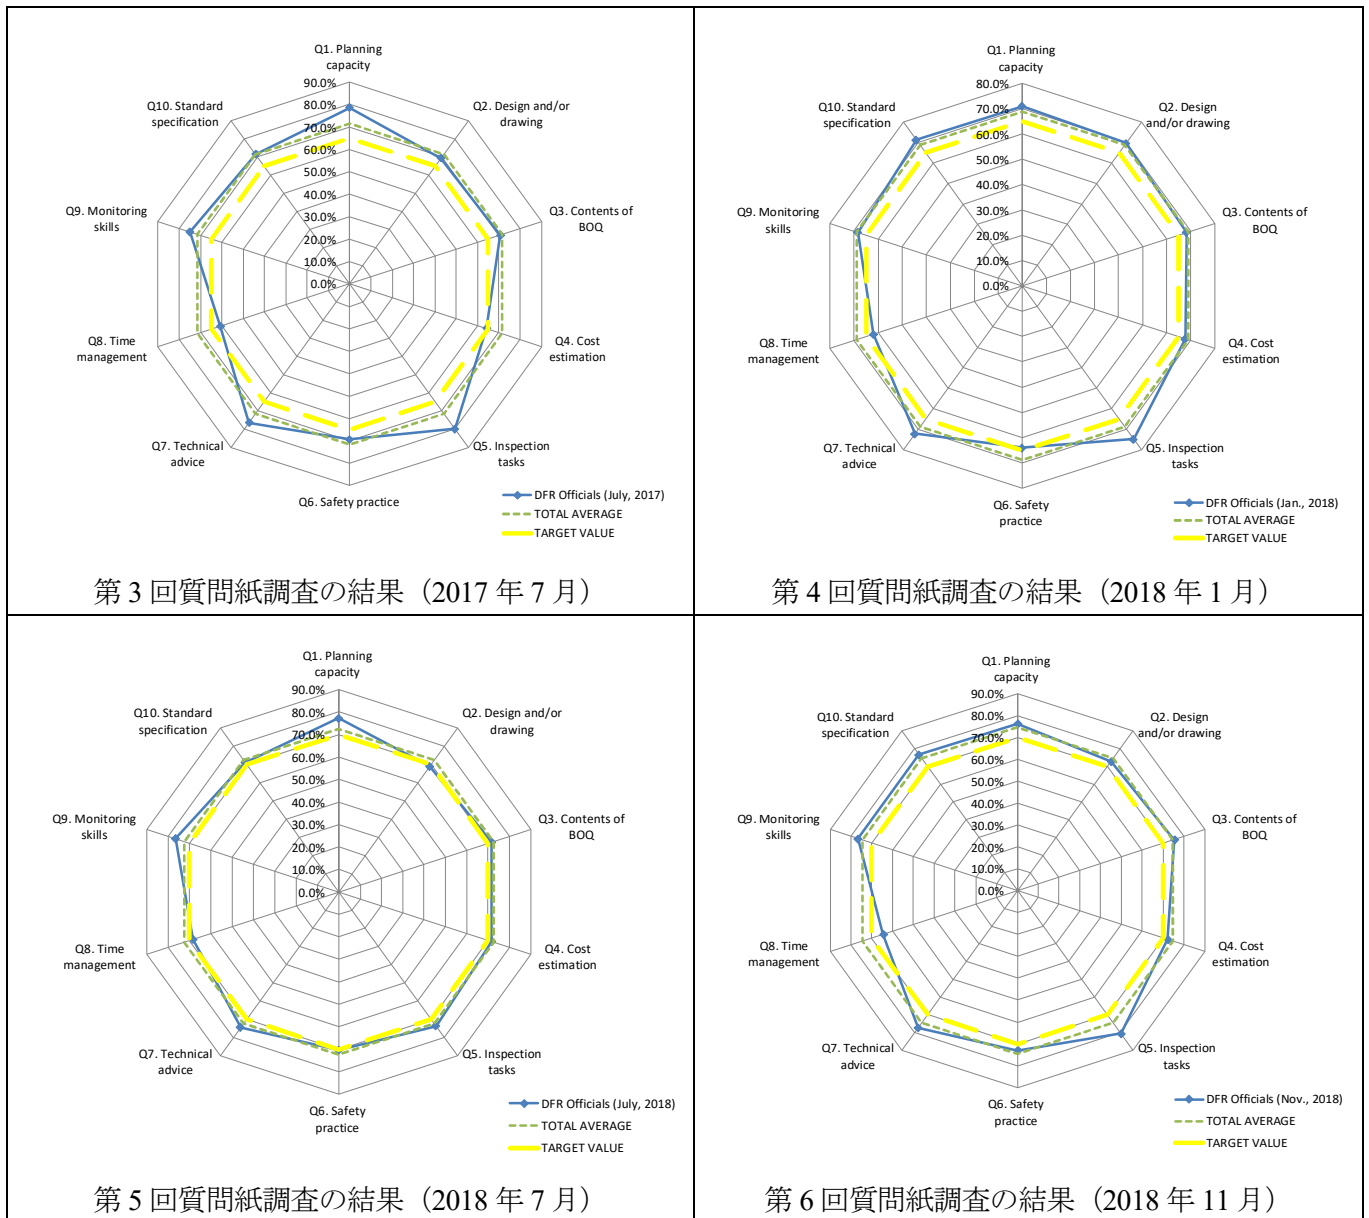 Q1. Planning
capacity
90.0%
80.0%
70.0%
60.0%
50.0%
40.0%
30.0%
20.0%
10.0%
0.0%
Q2. Design and/or
drawing
Q3. Contents of
BOQ
Q4. Cost
estimation
Q5. Inspection
tasks
Q6. Safety practice
Q7. Technical
advice
Q8. Time
management
Q9. Monitoring
skills
Q10. Standard
specification
DFR Officials (July, 2017)
TOTAL AVERAGE
TARGET VALUE
第3回質問紙調査の結果（2017年7月）
Q1. Planning
capacity
80.0%
70.0%
60.0%
50.0%
40.0%
30.0%
20.0%
10.0%
0.0%
Q2. Design
and/or drawing
Q3. Contents of
BOQ
Q4. Cost
estimation
Q5. Inspection
tasks
Q6. Safety
practice
Q7. Technical
advice
Q8. Time
management
Q9. Monitoring
skills
Q10. Standard
specification
DFR Officials (Jan., 2018)
TOTAL AVERAGE
TARGET VALUE
第4回質問紙調査の結果（2018年1月）
Q1. Planning
capacity
90.0%
80.0%
70.0%
60.0%
50.0%
40.0%
30.0%
20.0%
10.0%
0.0%
Q2. Design and/or
drawing
Q3. Contents of
BOQ
Q4. Cost
estimation
Q5. Inspection
tasks
Q6. Safety
practice
Q7. Technical
advice
Q8. Time
management
Q9. Monitoring
skills
Q10. Standard
specification
DFR Officials (July, 2018)
TOTAL AVERAGE
TARGET VALUE
第5回質問紙調査の結果（2018年7月）
Q1. Planning
capacity
90.0%
80.0%
70.0%
60.0%
50.0%
40.0%
30.0%
20.0%
10.0%
0.0%
Q2. Design
and/or drawing
Q3. Contents of
BOQ
Q4. Cost
estimation
Q5. Inspection
tasks
Q6. Safety
practice
Q7. Technical
advice
Q8. Time
management
Q9. Monitoring
skills
Q10. Standard
specification
DFR Officials (Nov., 2018)
TOTAL AVERAGE
TARGET VALUE
第6回質問紙調査の結果（2018年11月）